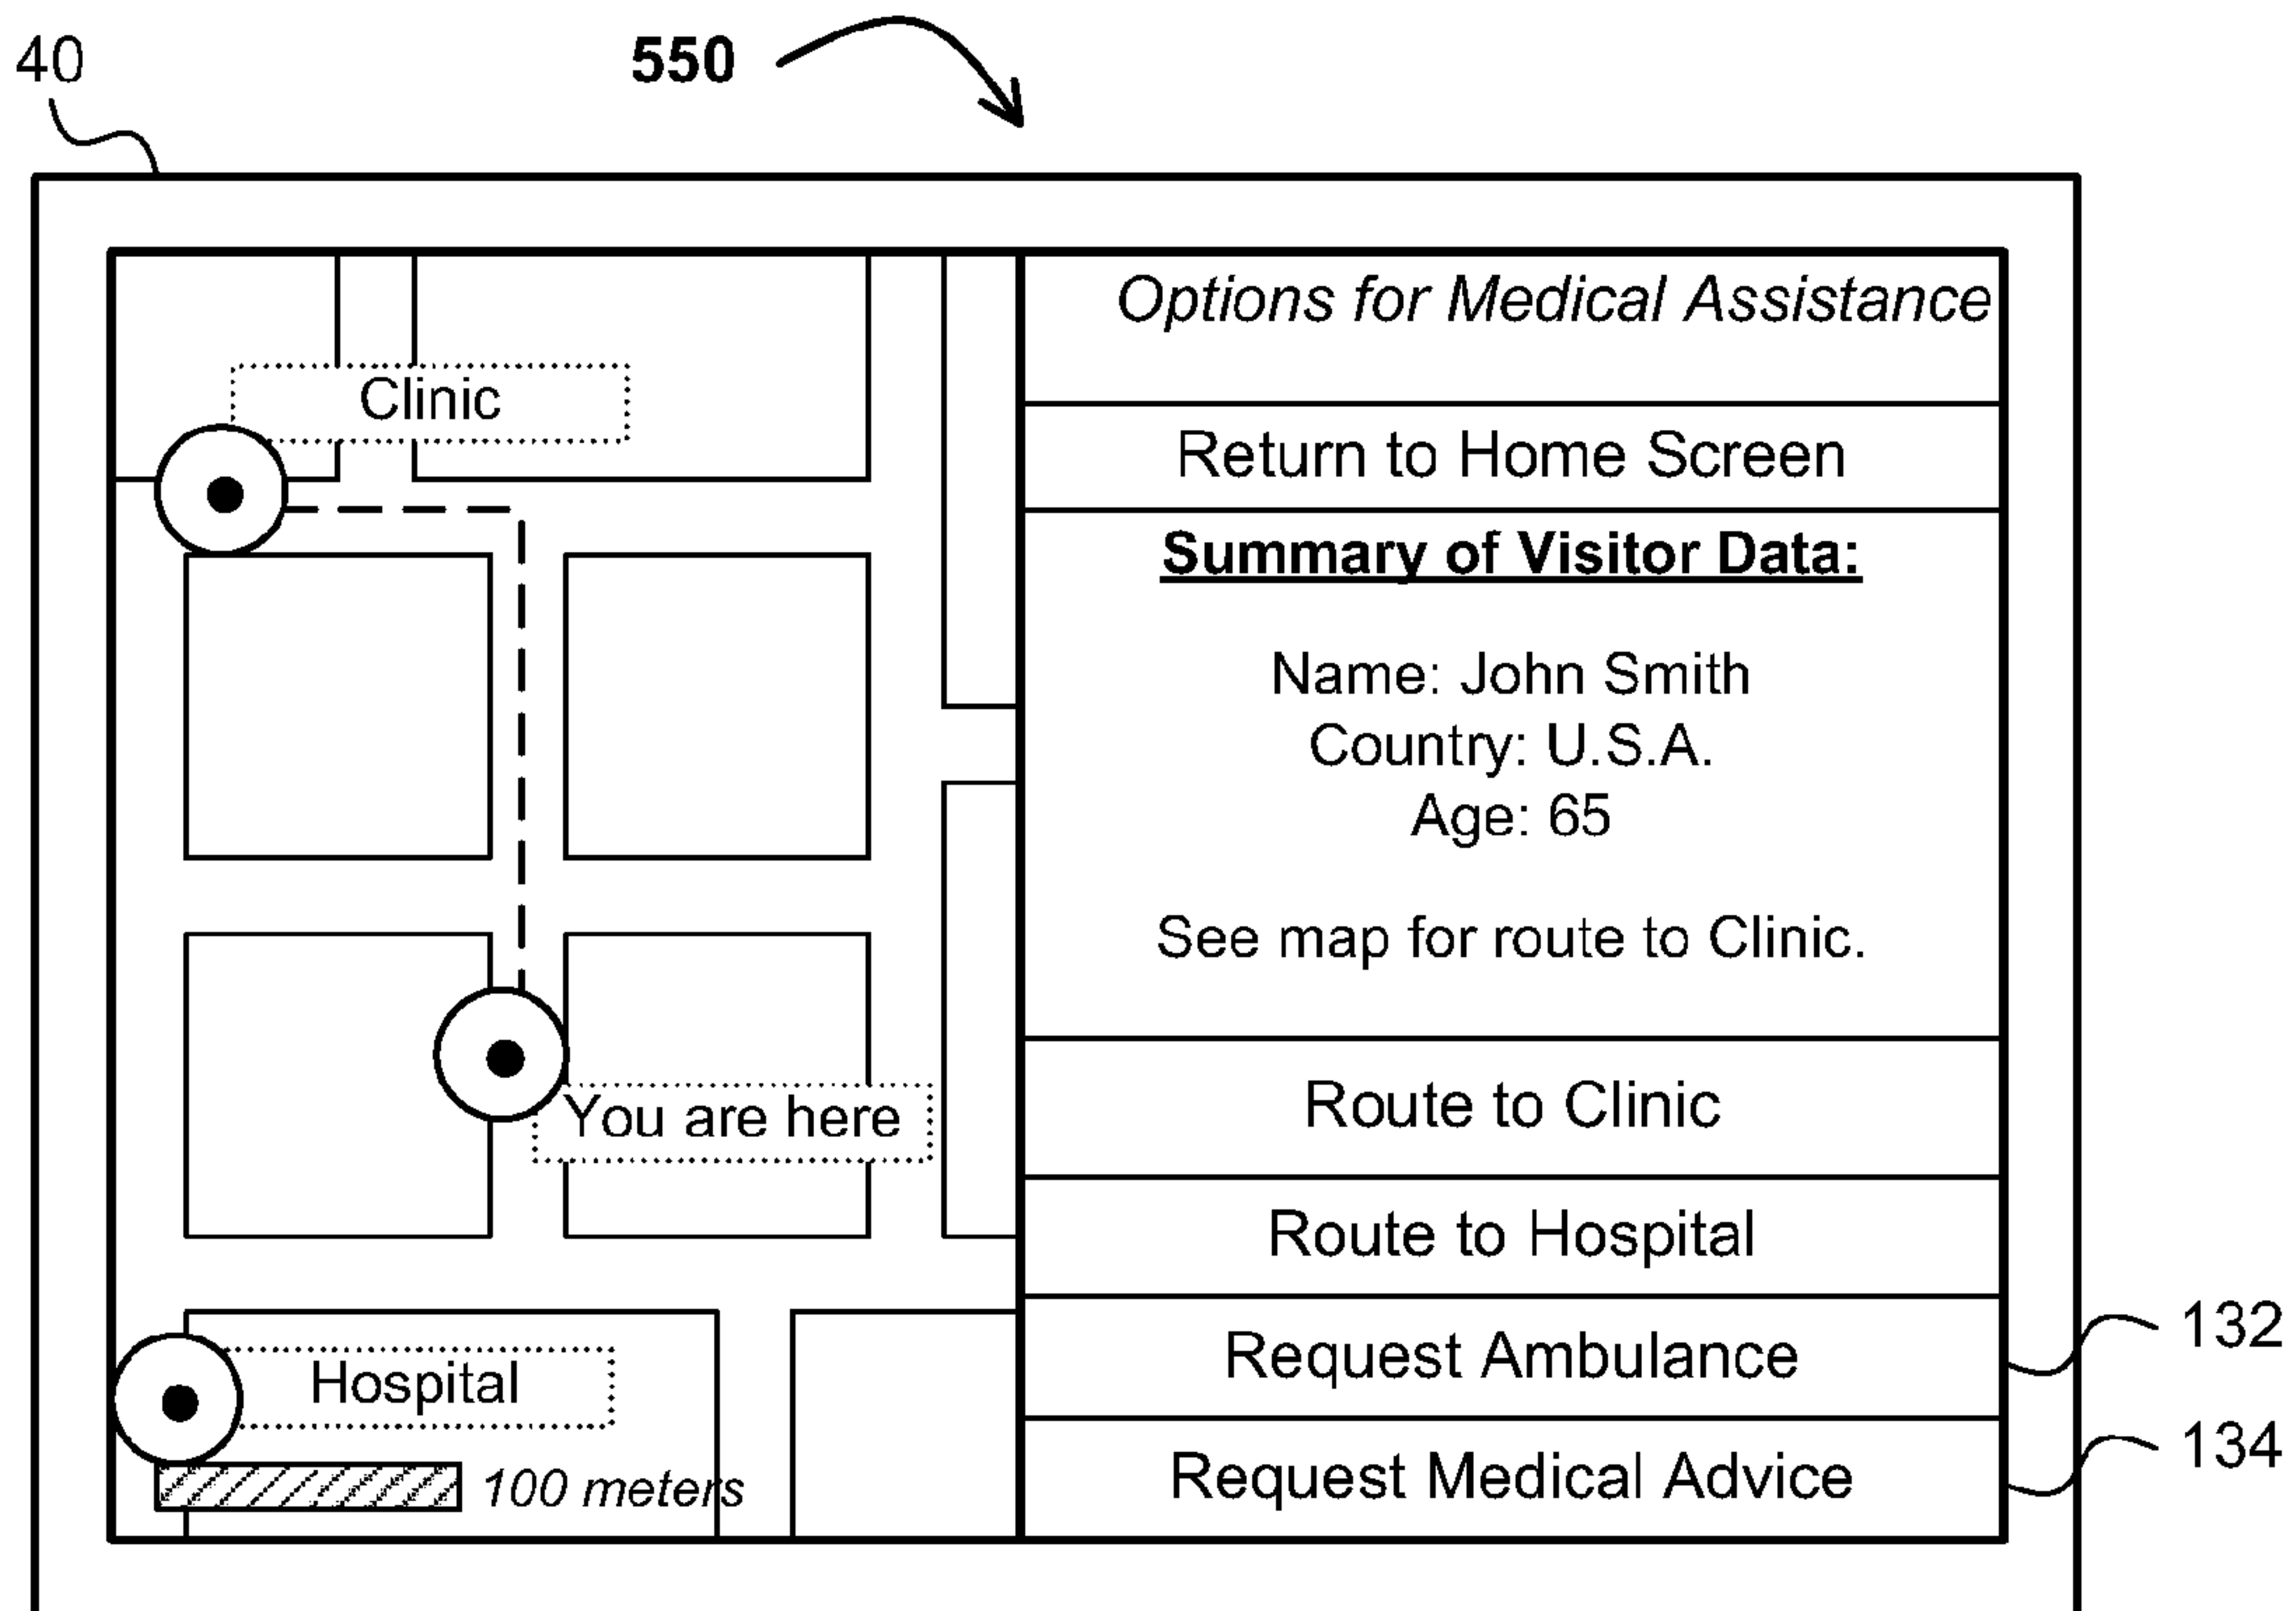 40
550
Clinic
You are here
Hospital
100 meters
Options for Medical Assistance
Return to Home Screen
Summary of Visitor Data:
Name: John Smith
Country: U.S.A.
Age: 65
See map for route to Clinic.
Route to Clinic
Route to Hospital
Request Ambulance
132
Request Medical Advice
134